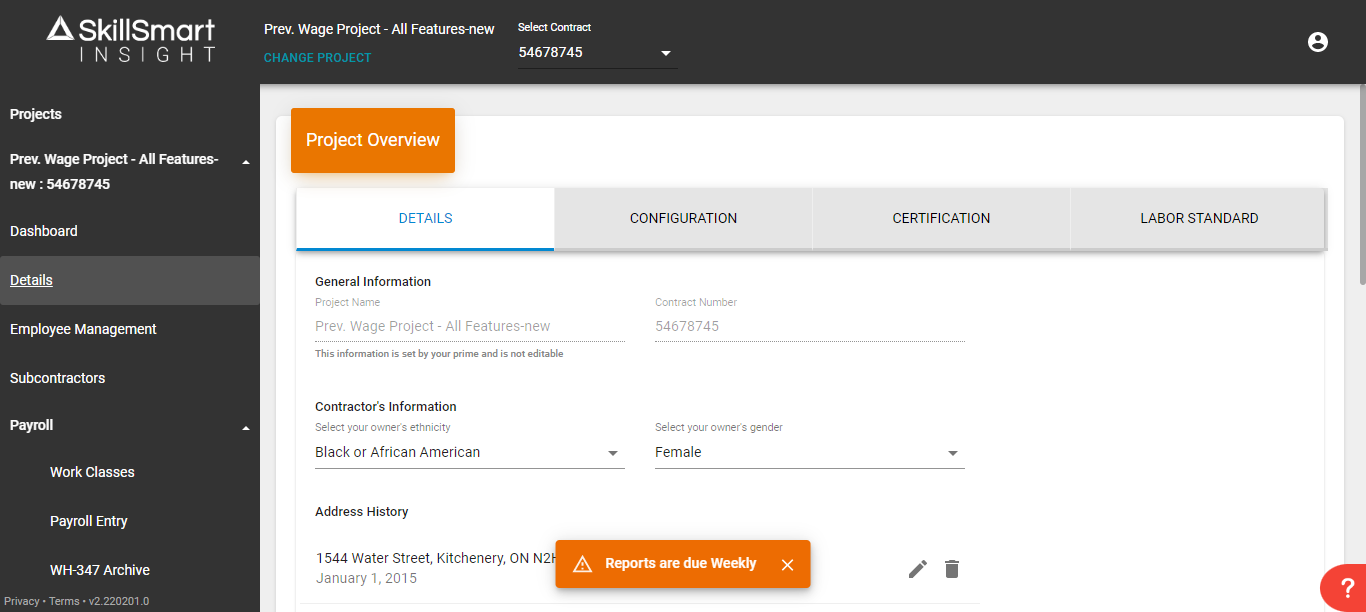 SkillSmart
INSIGHT
Prev. Wage Project - All Features-new
CHANGE PROJECT
Select Contract
54678745
Projects
Prev. Wage Project - All Features-
new : 54678745
Dashboard
Details
Employee Management
Subcontractors
Payroll
Work Classes
Payroll Entry
WH-347 Archive
Privacy • Terms • v2.220201.0
Project Overview
DETAILS
CONFIGURATION
CERTIFICATION
LABOR STANDARD
General Information
Project Name
Contract Number
Prev. Wage Project - All Features-new
54678745
This information is set by your prime and is not editable
Contractor's Information
Select your owner's ethnicity
Select your owner's gender
Black or African American
Female
Address History
1544 Water Street, Kitchenery, ON
January 1, 2015
Reports are due Weekly
?